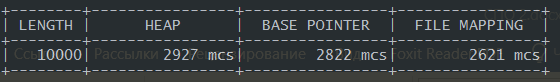 +--------+----------------+----------------+----------------+
| LENGTH |      HEAP      |  BASE POINTER  |  FILE MAPPING  |
+--------+----------------+----------------+----------------+
|   10000|        2927 mcs|        2822 mcs|        2621 mcs|
+--------+----------------+----------------+----------------+